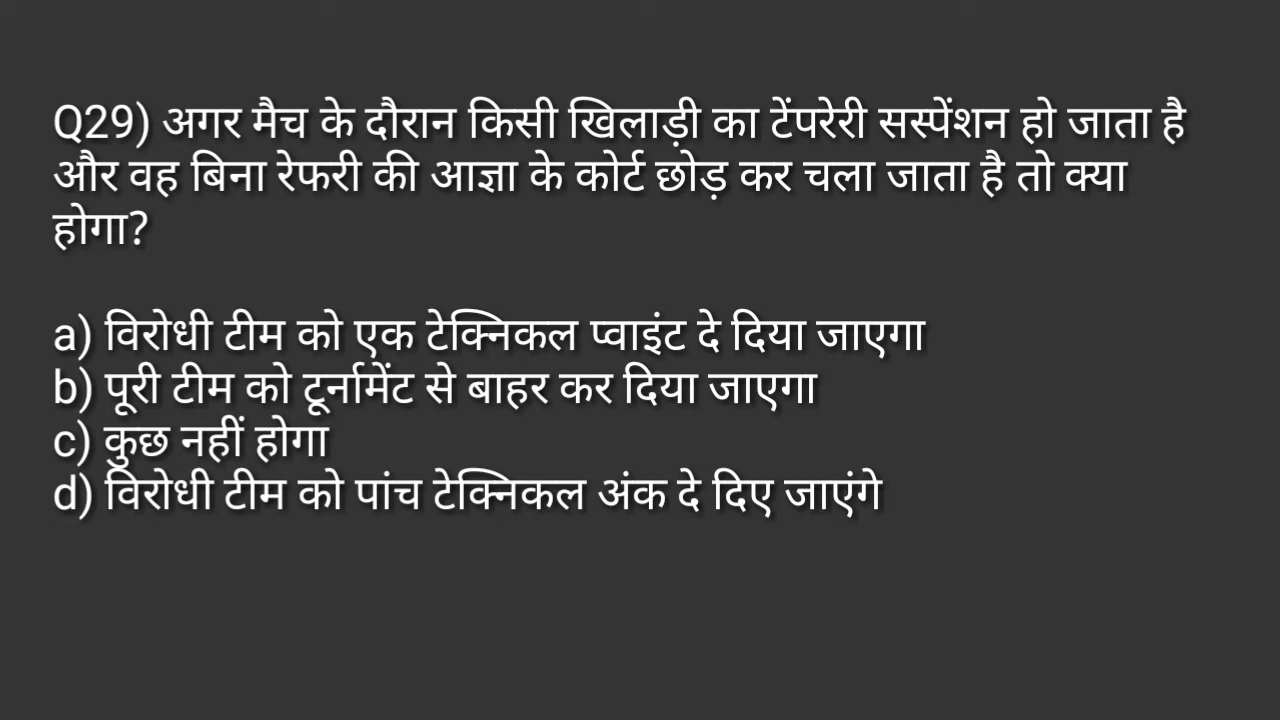 Q29) अगर मैच के दौरान किसी खिलाड़ी का टेंपरेरी सस्पेंशन हो जाता है
और वह बिना रेफरी की आज्ञा के कोर्ट छोड़ कर चला जाता है तो क्या
होगा?
a) विरोधी टीम को एक टेक्निकल प्वाइंट दे दिया जाएगा
b) पूरी टीम को टूर्नामेंट से बाहर कर दिया जाएगा
c) कुछ नहीं होगा
d) विरोधी टीम को पांच टेक्निकल अंक दे दिए जाएंगे